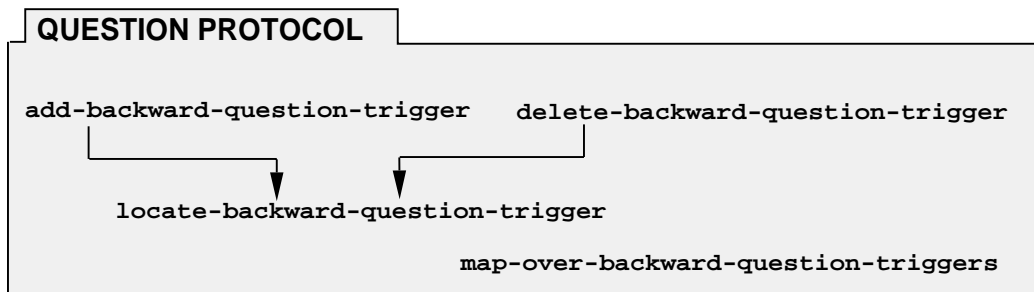 QUESTION PROTOCOL
add-backward-question-trigger
delete-backward-question-trigger
locate-backward-question-trigger
map-over-backward-question-triggers